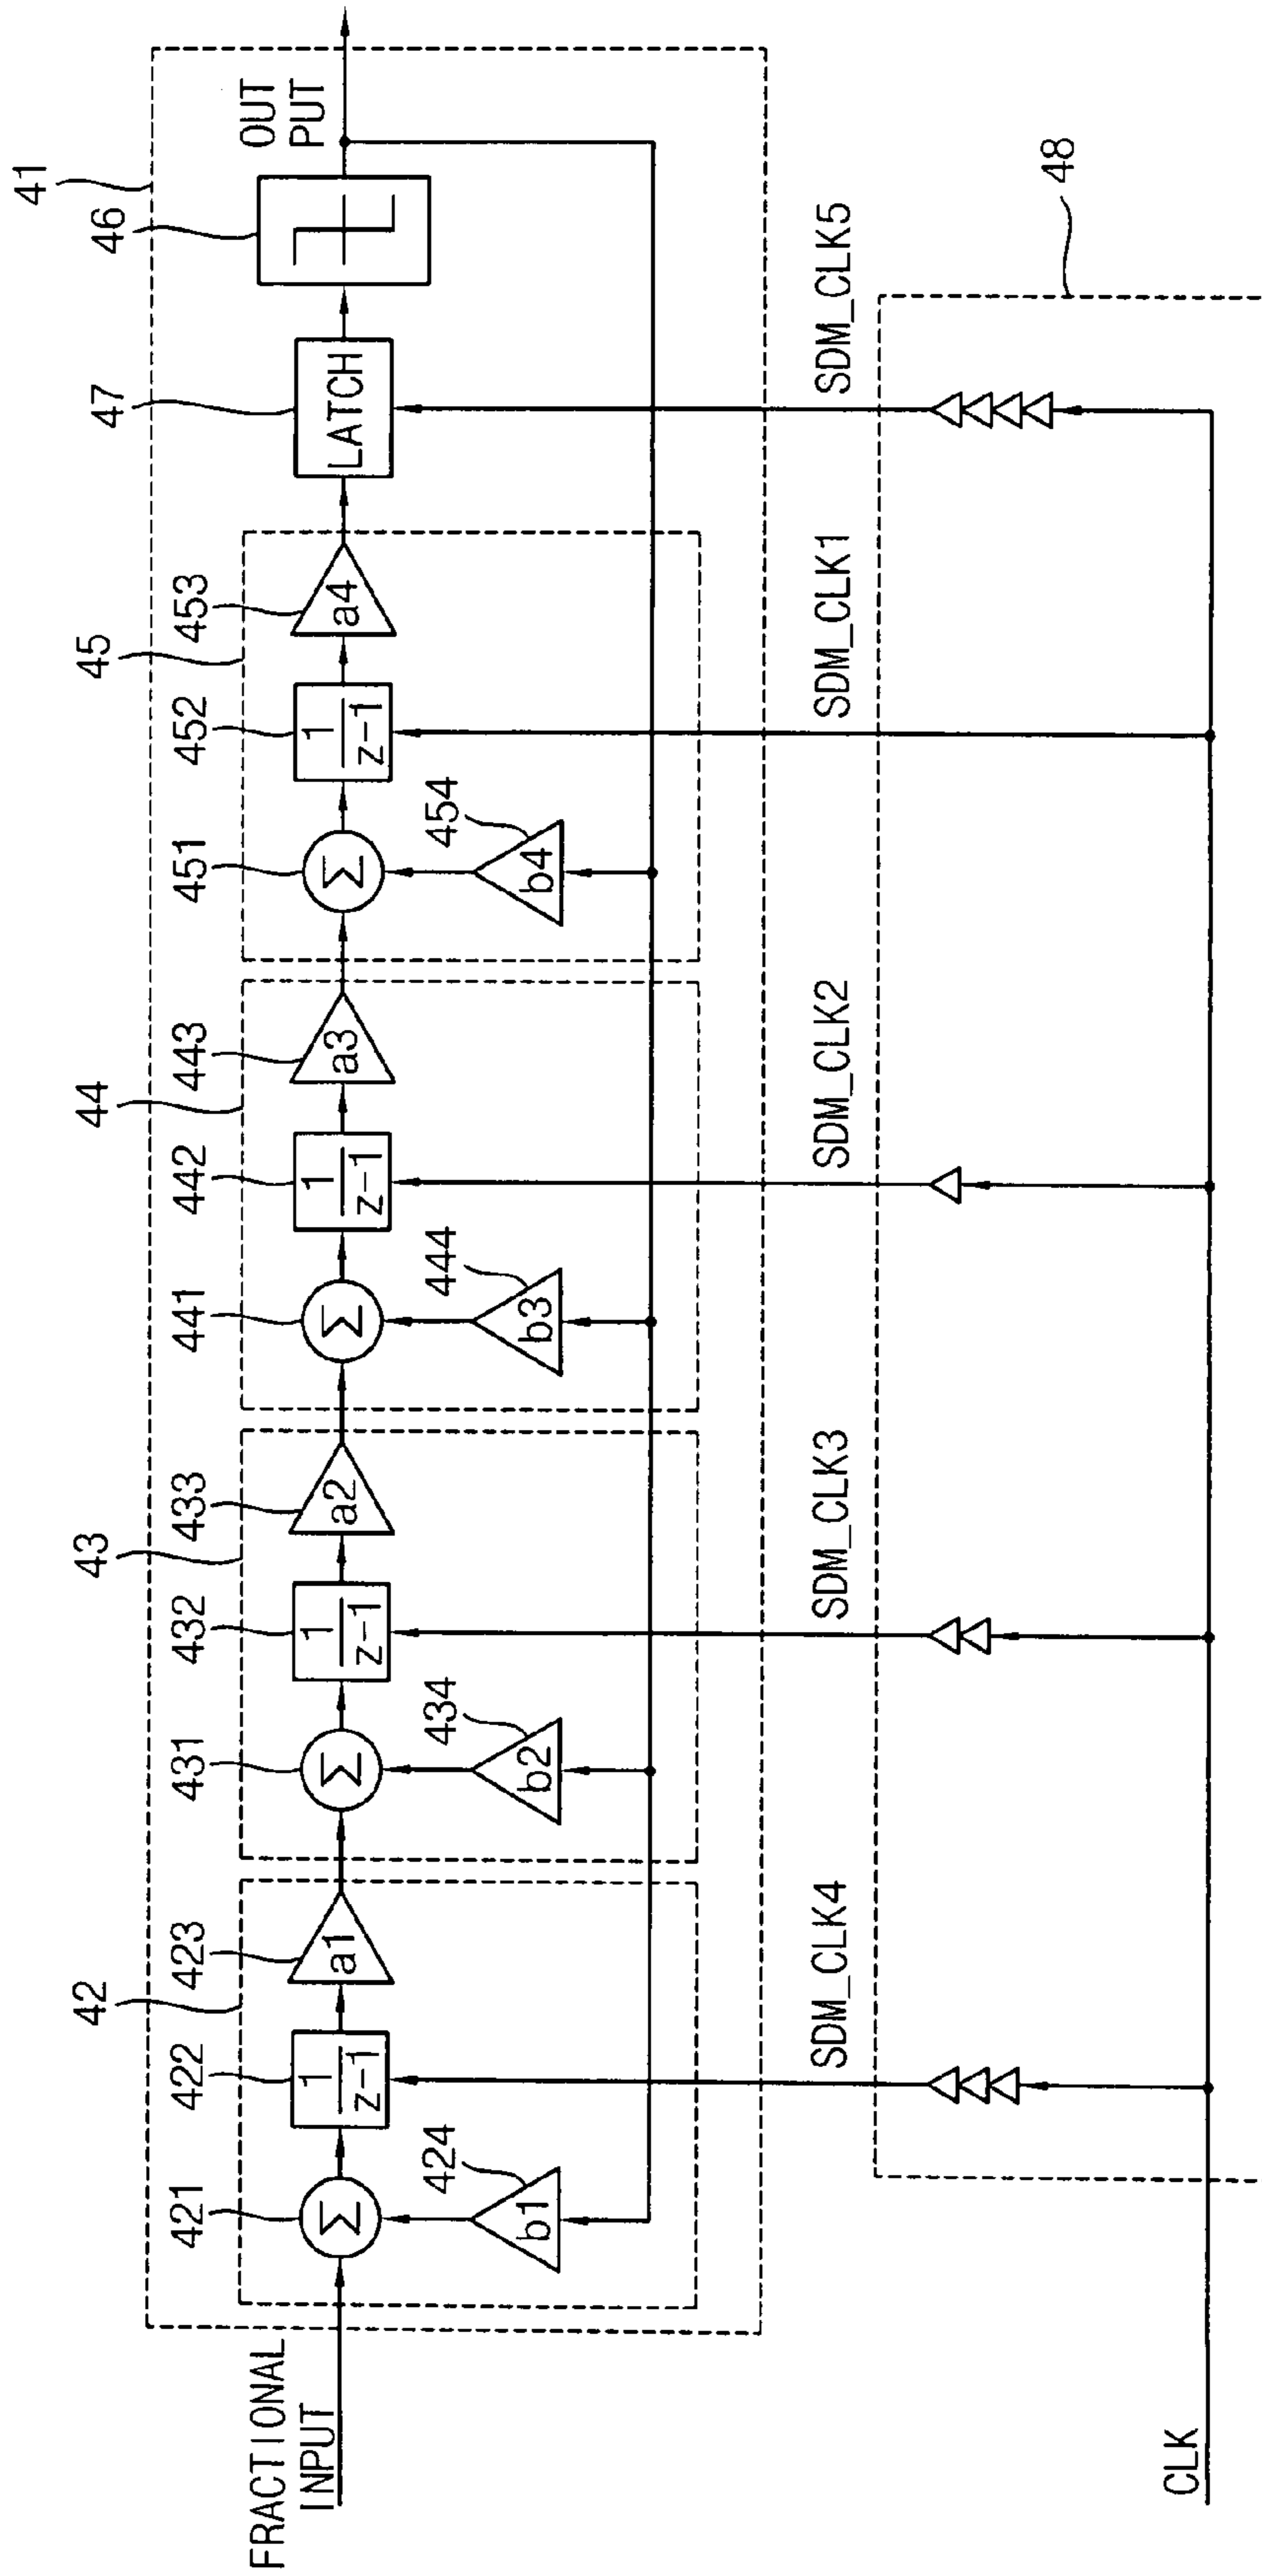 41
46
OUT
PUT
47
LATCH
45
453
a4
452
1
z-1
451
Σ
454
b4
44
443
a3
442
1
z-1
441
Σ
444
b3
43
433
a2
432
1
z-1
431
Σ
434
b2
42
423
a1
422
1
z-1
421
Σ
424
b1
FRACTIONAL
INPUT
SDM_CLK4
SDM_CLK3
SDM_CLK2
SDM_CLK1
SDM_CLK5
48
CLK